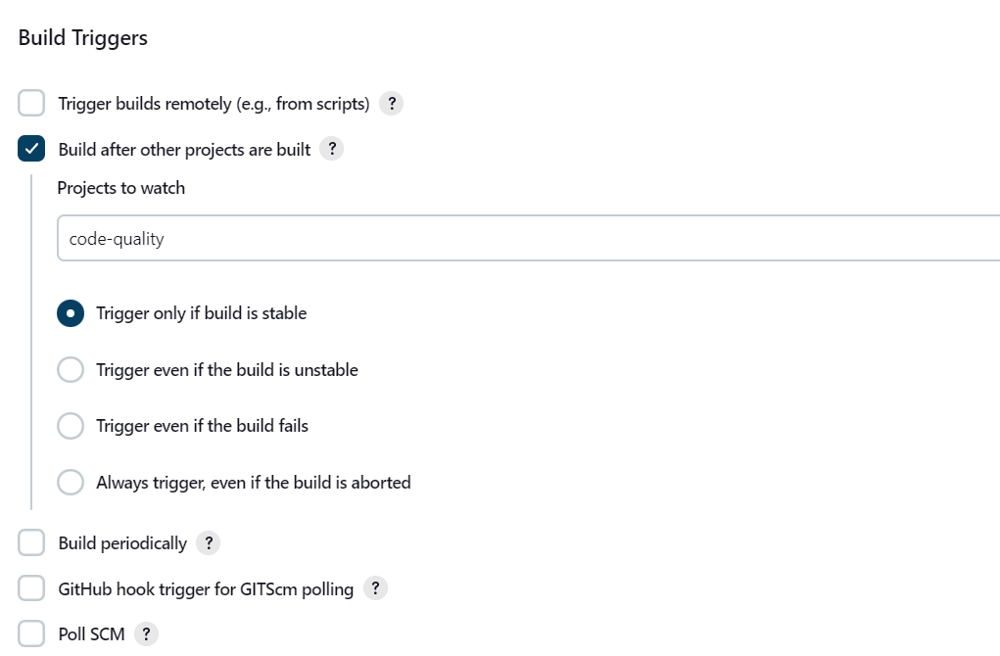 Build Triggers
Trigger builds remotely (e.g., from scripts) ?
Build after other projects are built ?
Projects to watch
code-quality
Trigger only if build is stable
Trigger even if the build is unstable
Trigger even if the build fails
Always trigger, even if the build is aborted
Build periodically ?
GitHub hook trigger for GITScm polling ?
Poll SCM ?